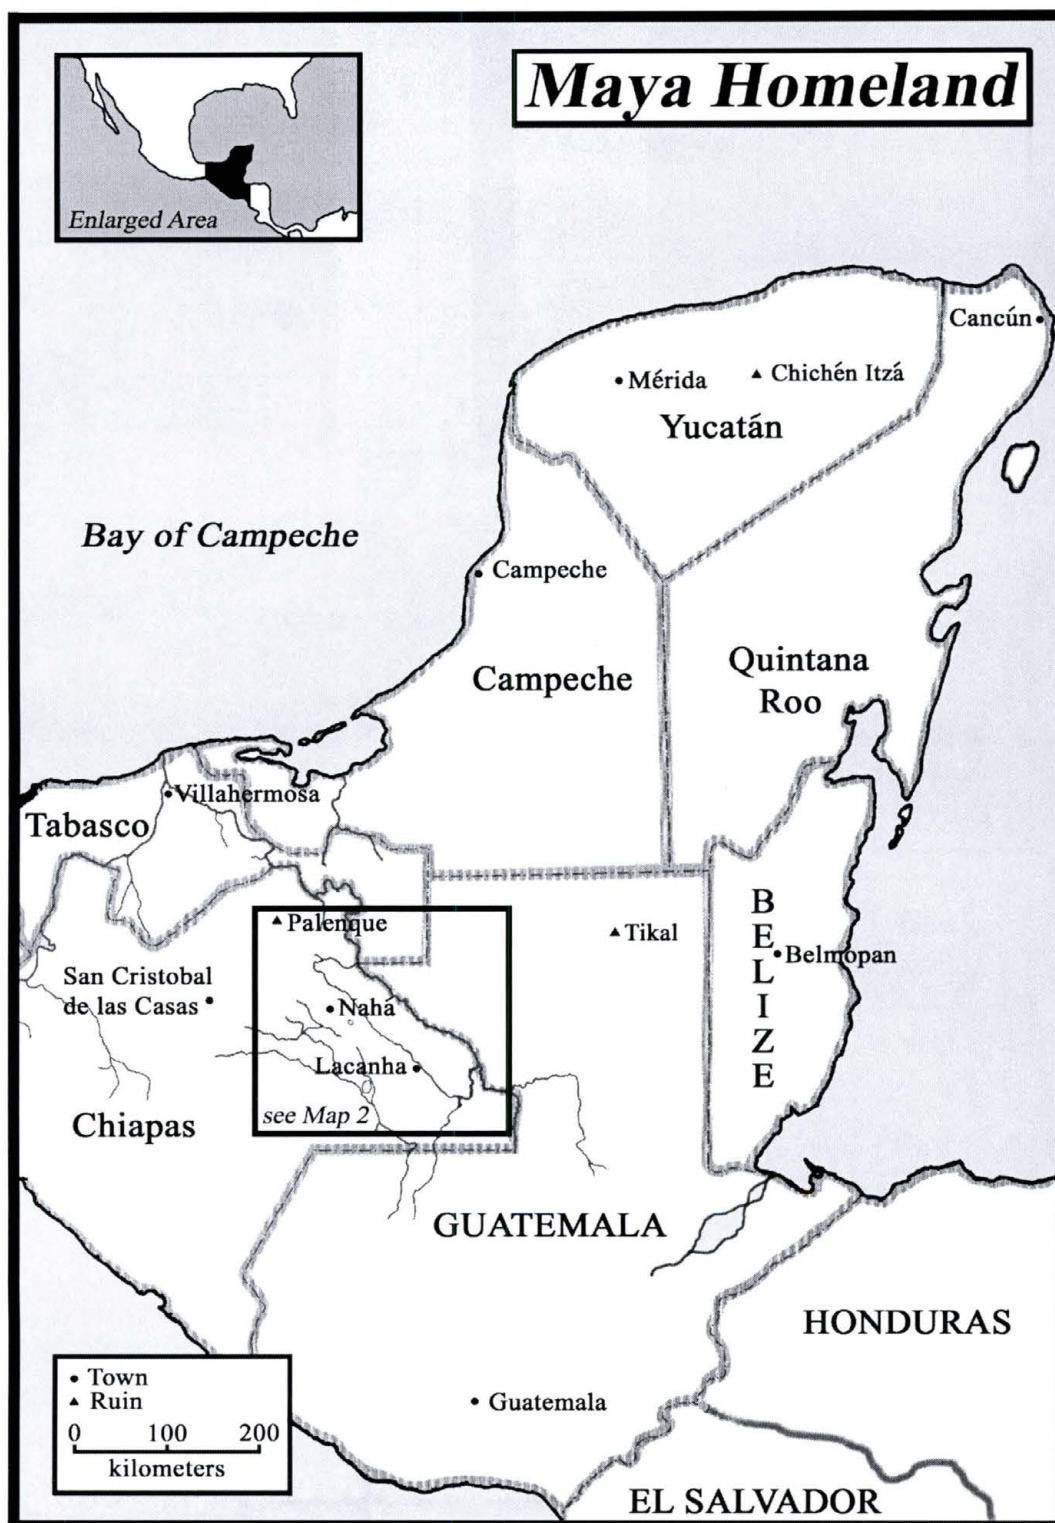 Maya Homeland
Enlarged Area
Cancún
Mérida
Chichén Itzá
Yucatán
Bay of Campeche
Campeche
Campeche
Quintana
Roo
Villahermosa
Tabasco
Palenque
Tikal
BELIZE
Belmopan
San Cristobal
de las Casas
Nahá
Lacanha
see Map 2
Chiapas
GUATEMALA
HONDURAS
Town
Ruin
0 100 200
kilometers
Guatemala
EL SALVADOR